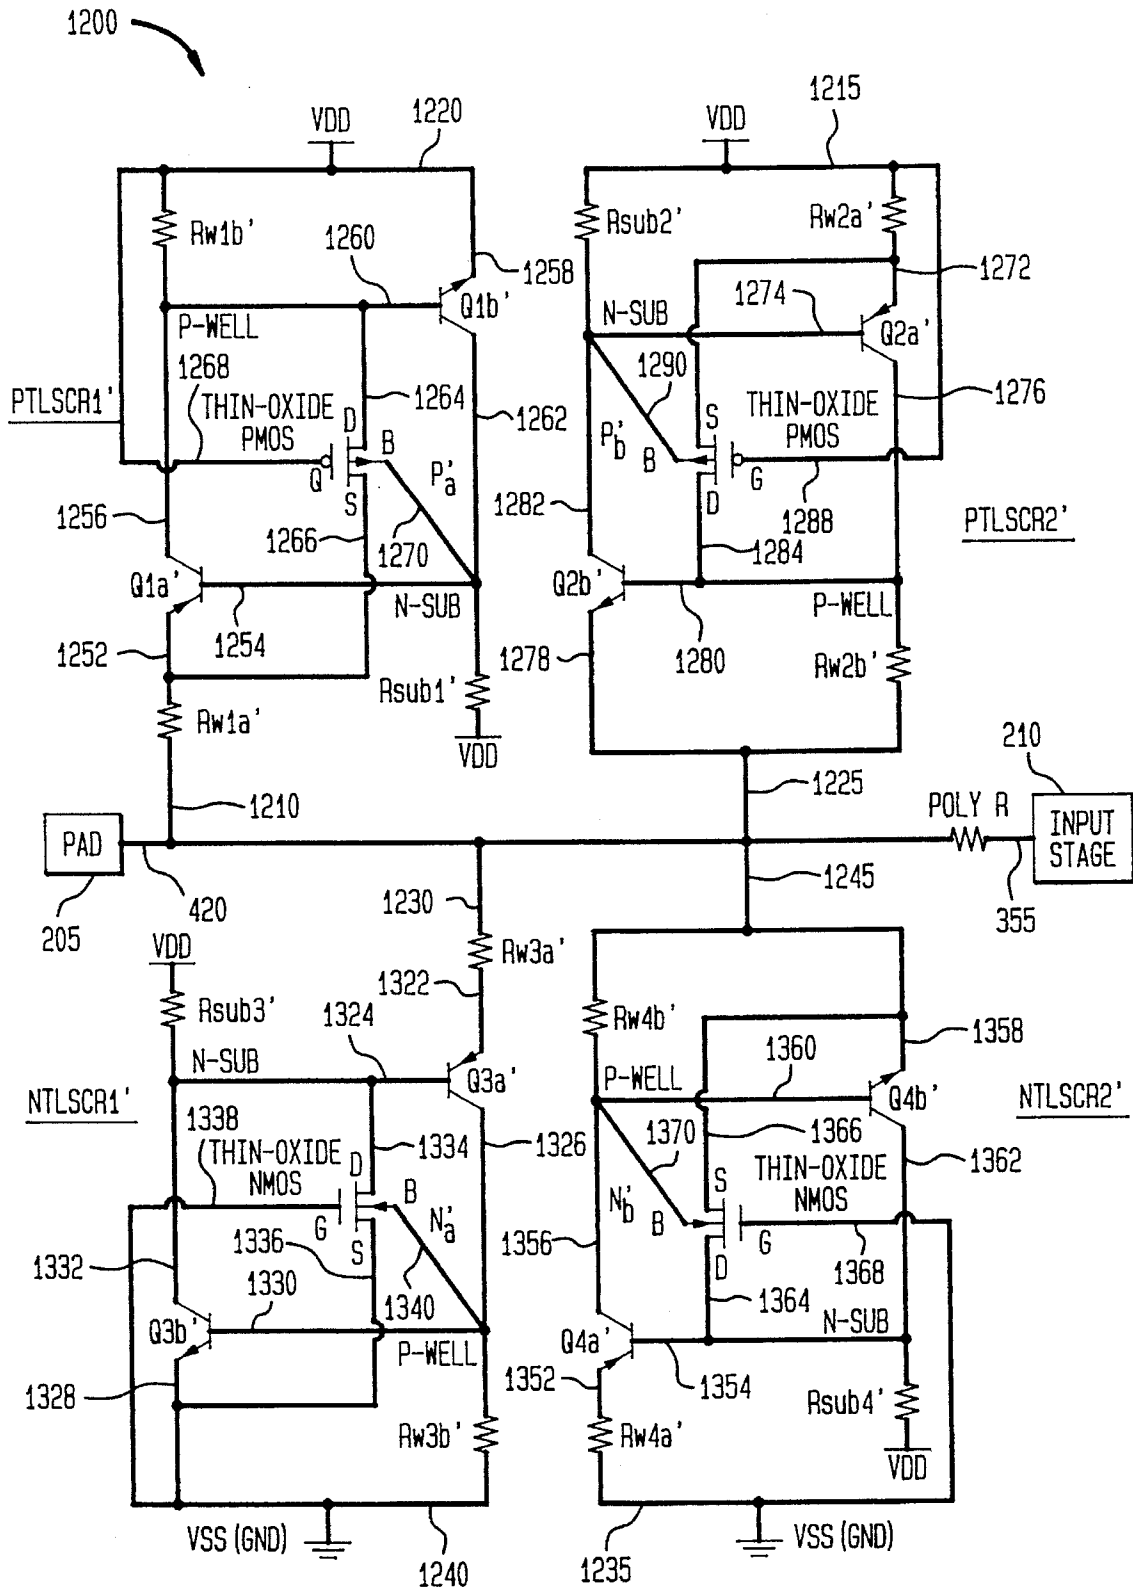 1200
VDD
1220
Rw1b'
1260
1258
Q1b'
P-WELL
1268
PTLSCR1'
THIN-OXIDE
PMOS
1264
1262
D
B
Q
S
P'a
1256
1266
1270
Q1a'
N-SUB
1252
1254
Rsub1'
Rw1a'
VDD
1210
VDD
1215
Rsub2'
Rw2a'
1272
1274
N-SUB
Q2a'
1290
1276
THIN-OXIDE
PMOS
S
P'b
B
G
D
1282
1288
1284
PTLSCR2'
Q2b'
P-WELL
1278
1280
Rw2b'
1225
210
POLY R
INPUT
STAGE
PAD
420
205
1230
1245
355
VDD
Rw3a'
Rsub3'
1322
1324
N-SUB
Q3a'
NTLSCR1'
1338
THIN-OXIDE
NMOS
1334
1326
D
B
G
S
N'a
1336
1332
1330
1340
Q3b'
P-WELL
1328
Rw3b'
VSS (GND)
1240
Rw4b'
1358
1360
P-WELL
Q4b'
NTLSCR2'
1370
1366
1362
THIN-OXIDE
NMOS
S
N'b
B
G
D
1356
1368
1364
N-SUB
Q4a'
1352
1354
Rsub4'
Rw4a'
VDD
VSS (GND)
1235